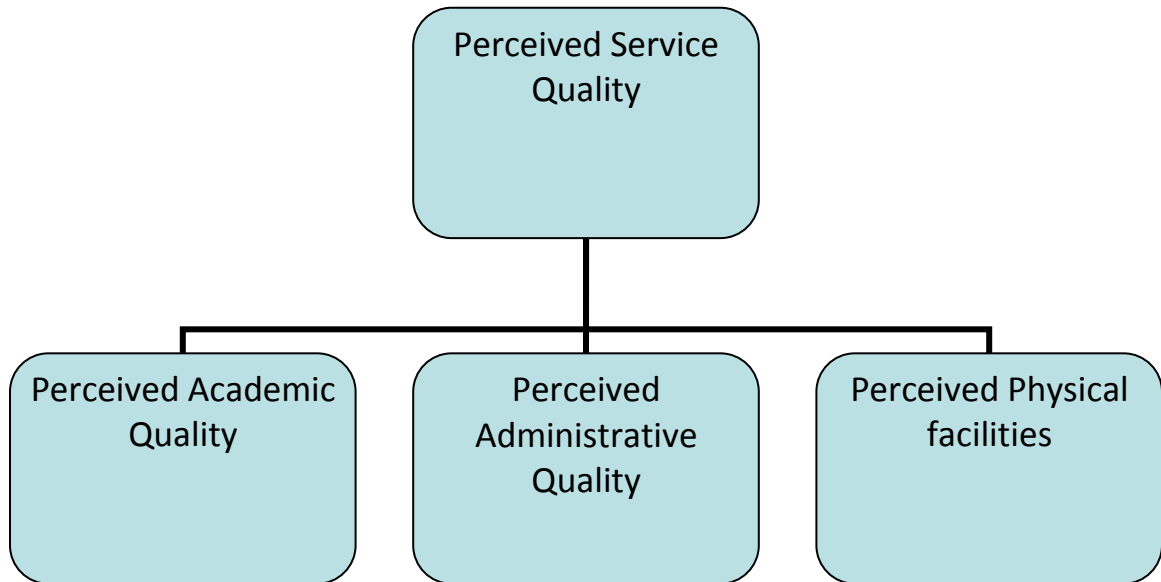 Perceived Service
Quality
Perceived Academic
Quality
Perceived
Administrative
Quality
Perceived Physical
facilities